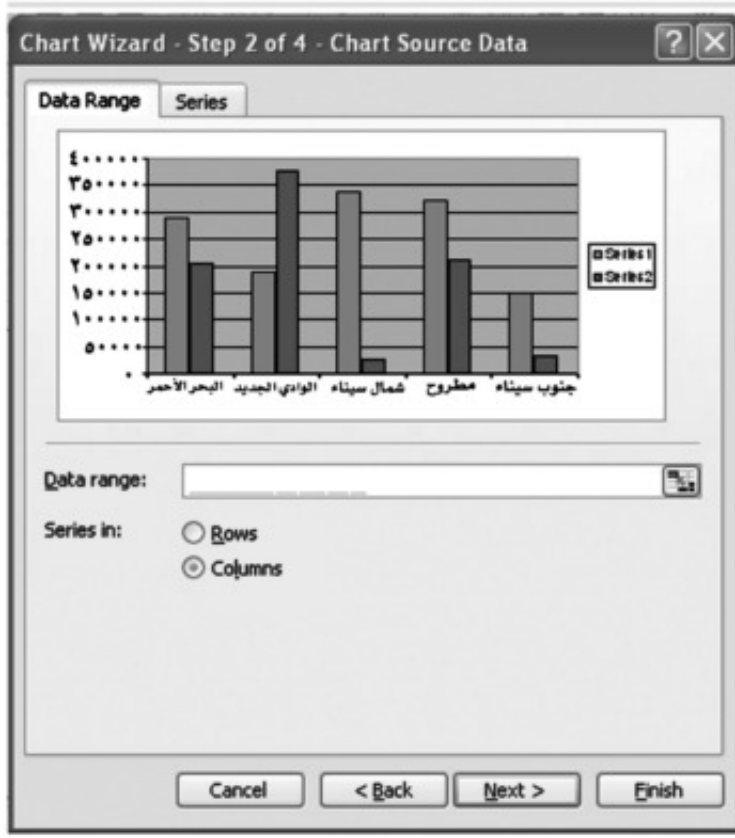 Chart Wizard - Step 2 of 4 - Chart Source Data
Data Range
Series
٤٠٠٠٠٠
٣٥٠٠٠٠
٣٠٠٠٠٠
٢٥٠٠٠٠
٢٠٠٠٠٠
١٥٠٠٠٠
١٠٠٠٠٠
٥٠٠٠٠
٠
البحر الأحمر
الوادي الجديد
شمال سيناء
مطروح
جنوب سيناء
Series1
Series2
Data range:
Series in:
Rows
Columns
Cancel
< Back
Next >
Finish